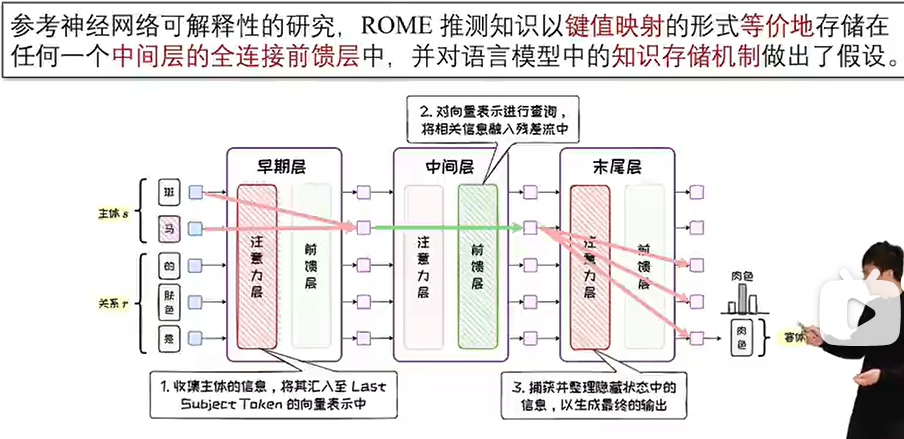 参考神经网络可解释性的研究，ROME 推测知识以键值映射的形式等价地存储在
任何一个中间层的全连接前馈层中，并对语言模型中的知识存储机制做出了假设。
2. 对向量表示进行查询，
将相关信息融入残差流中
早期层
中间层
末尾层
主体 s
斑
马
关系 r
的
肤色
是
注意力层
前馈层
注意力层
前馈层
注意力层
前馈层
肉色
肉色
客体
1. 收集主体的信息，将其汇入至 Last
Subject Token 的向量表示中
3. 捕获并整理隐藏状态中的
信息，以生成最终的输出